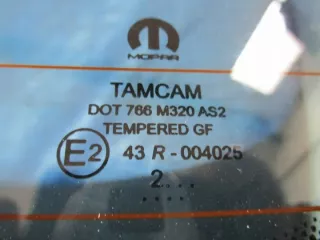 MOPAR
TAMCAM
DOT 766 M320 AS2
TEMPERED GF
E2 43 R - 004025
2....
....